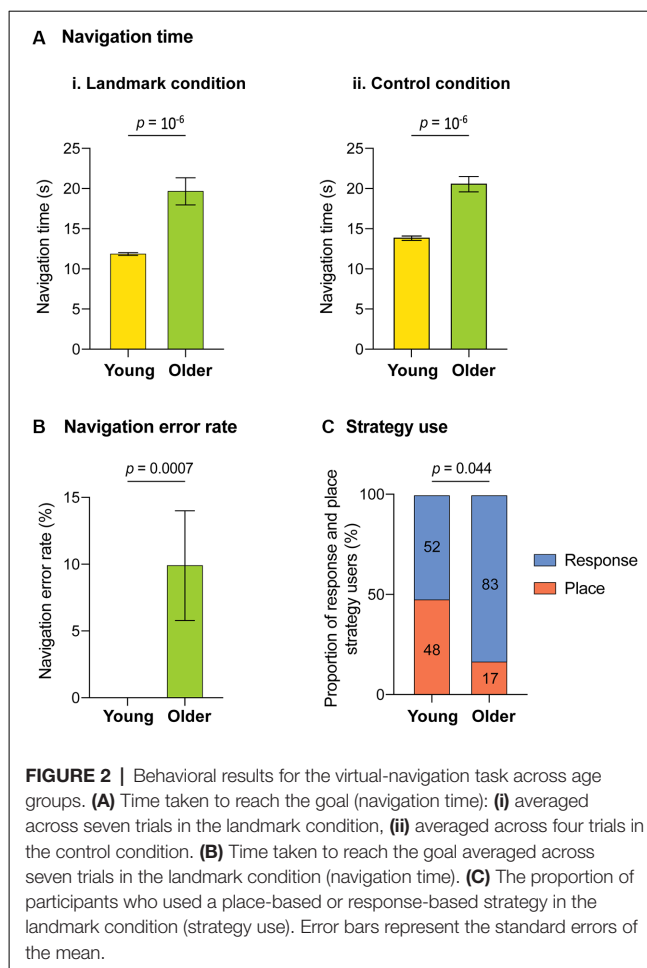 A Navigation time
i. Landmark condition
ii. Control condition
p = 10-6
p = 10-6
Navigation time (s)
25
20
15
10
5
0
Young Older
Navigation time (s)
25
20
15
10
5
0
Young Older
B Navigation error rate
p = 0.0007
Navigation error rate (%)
15
10
5
0
Young Older
C Strategy use
p = 0.044
Proportion of response and place
strategy users (%)
100
50
0
52
48
83
17
Young Older
Response
Place
FIGURE 2 | Behavioral results for the virtual-navigation task across age
groups. (A) Time taken to reach the goal (navigation time): (i) averaged
across seven trials in the landmark condition, (ii) averaged across four trials in
the control condition. (B) Time taken to reach the goal averaged across
seven trials in the landmark condition (navigation time). (C) The proportion of
participants who used a place-based or response-based strategy in the
landmark condition (strategy use). Error bars represent the standard errors of
the mean.